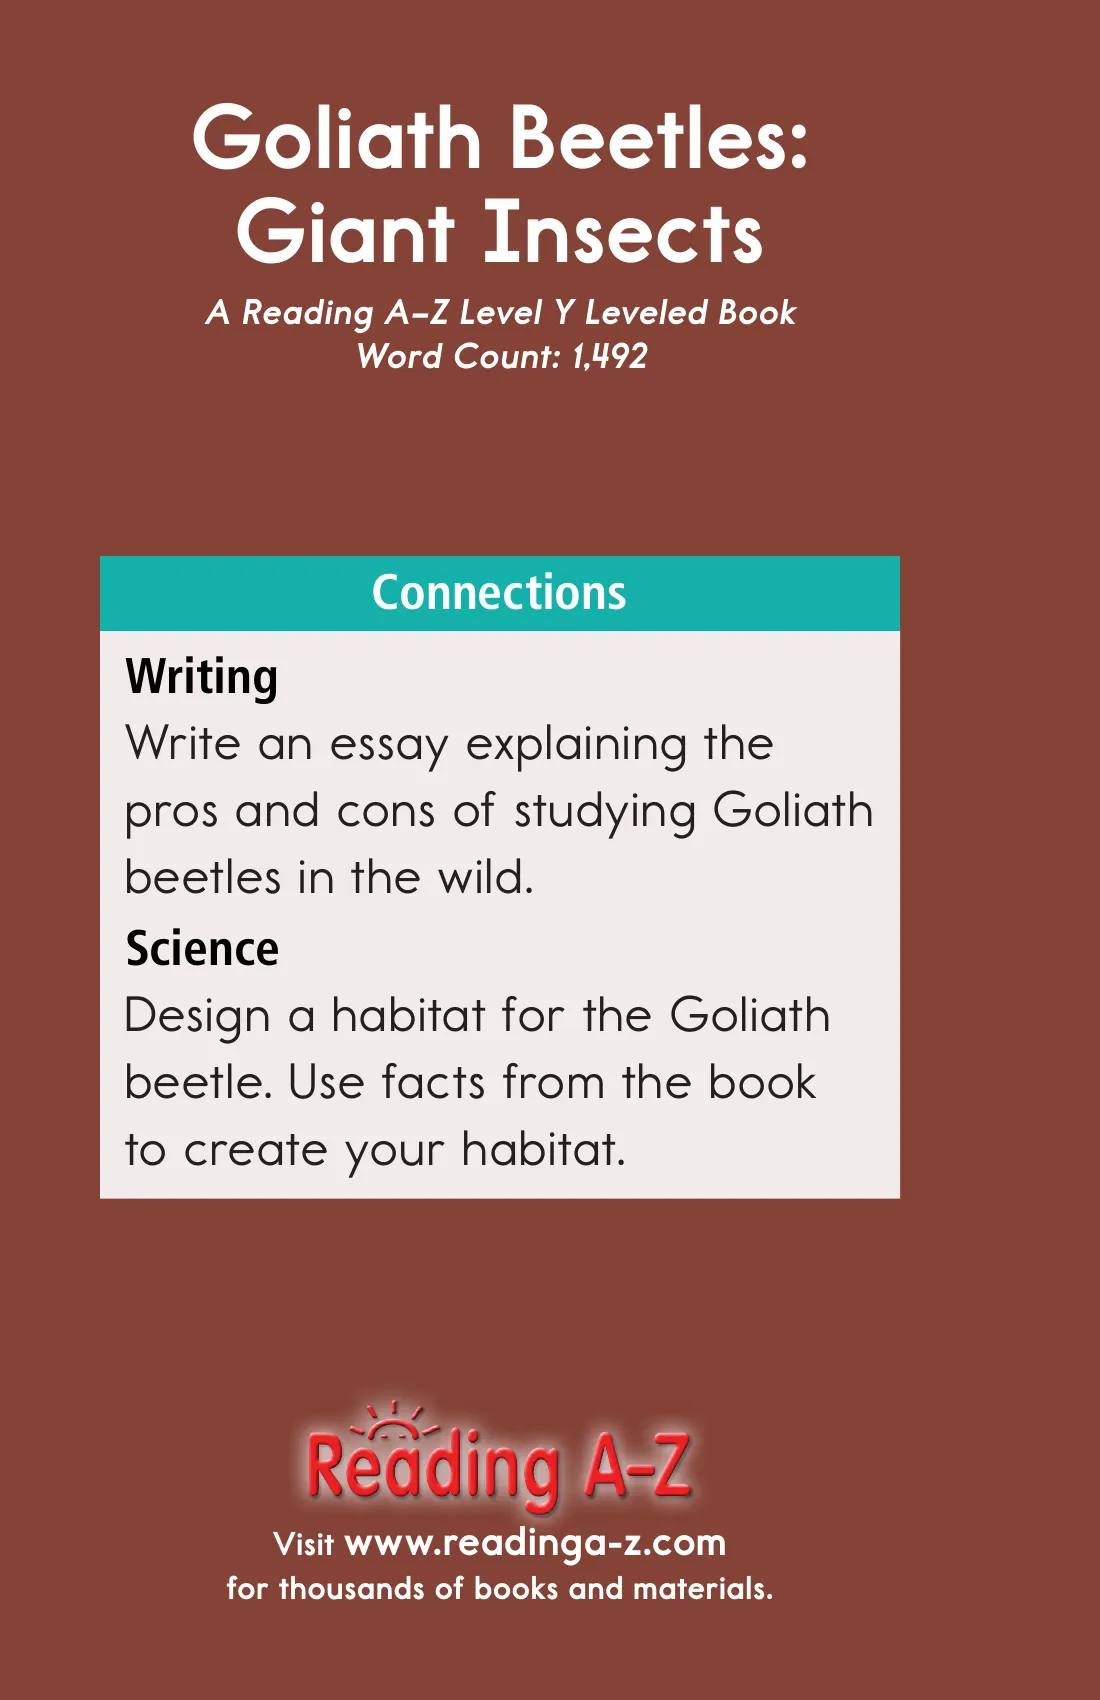 Goliath Beetles:
Giant Insects
A Reading A–Z Level Y Leveled Book
Word Count: 1,492
Connections
Writing
Write an essay explaining the
pros and cons of studying Goliath
beetles in the wild.
Science
Design a habitat for the Goliath
beetle. Use facts from the book
to create your habitat.
Reading A–Z
Visit www.readinga-z.com
for thousands of books and materials.